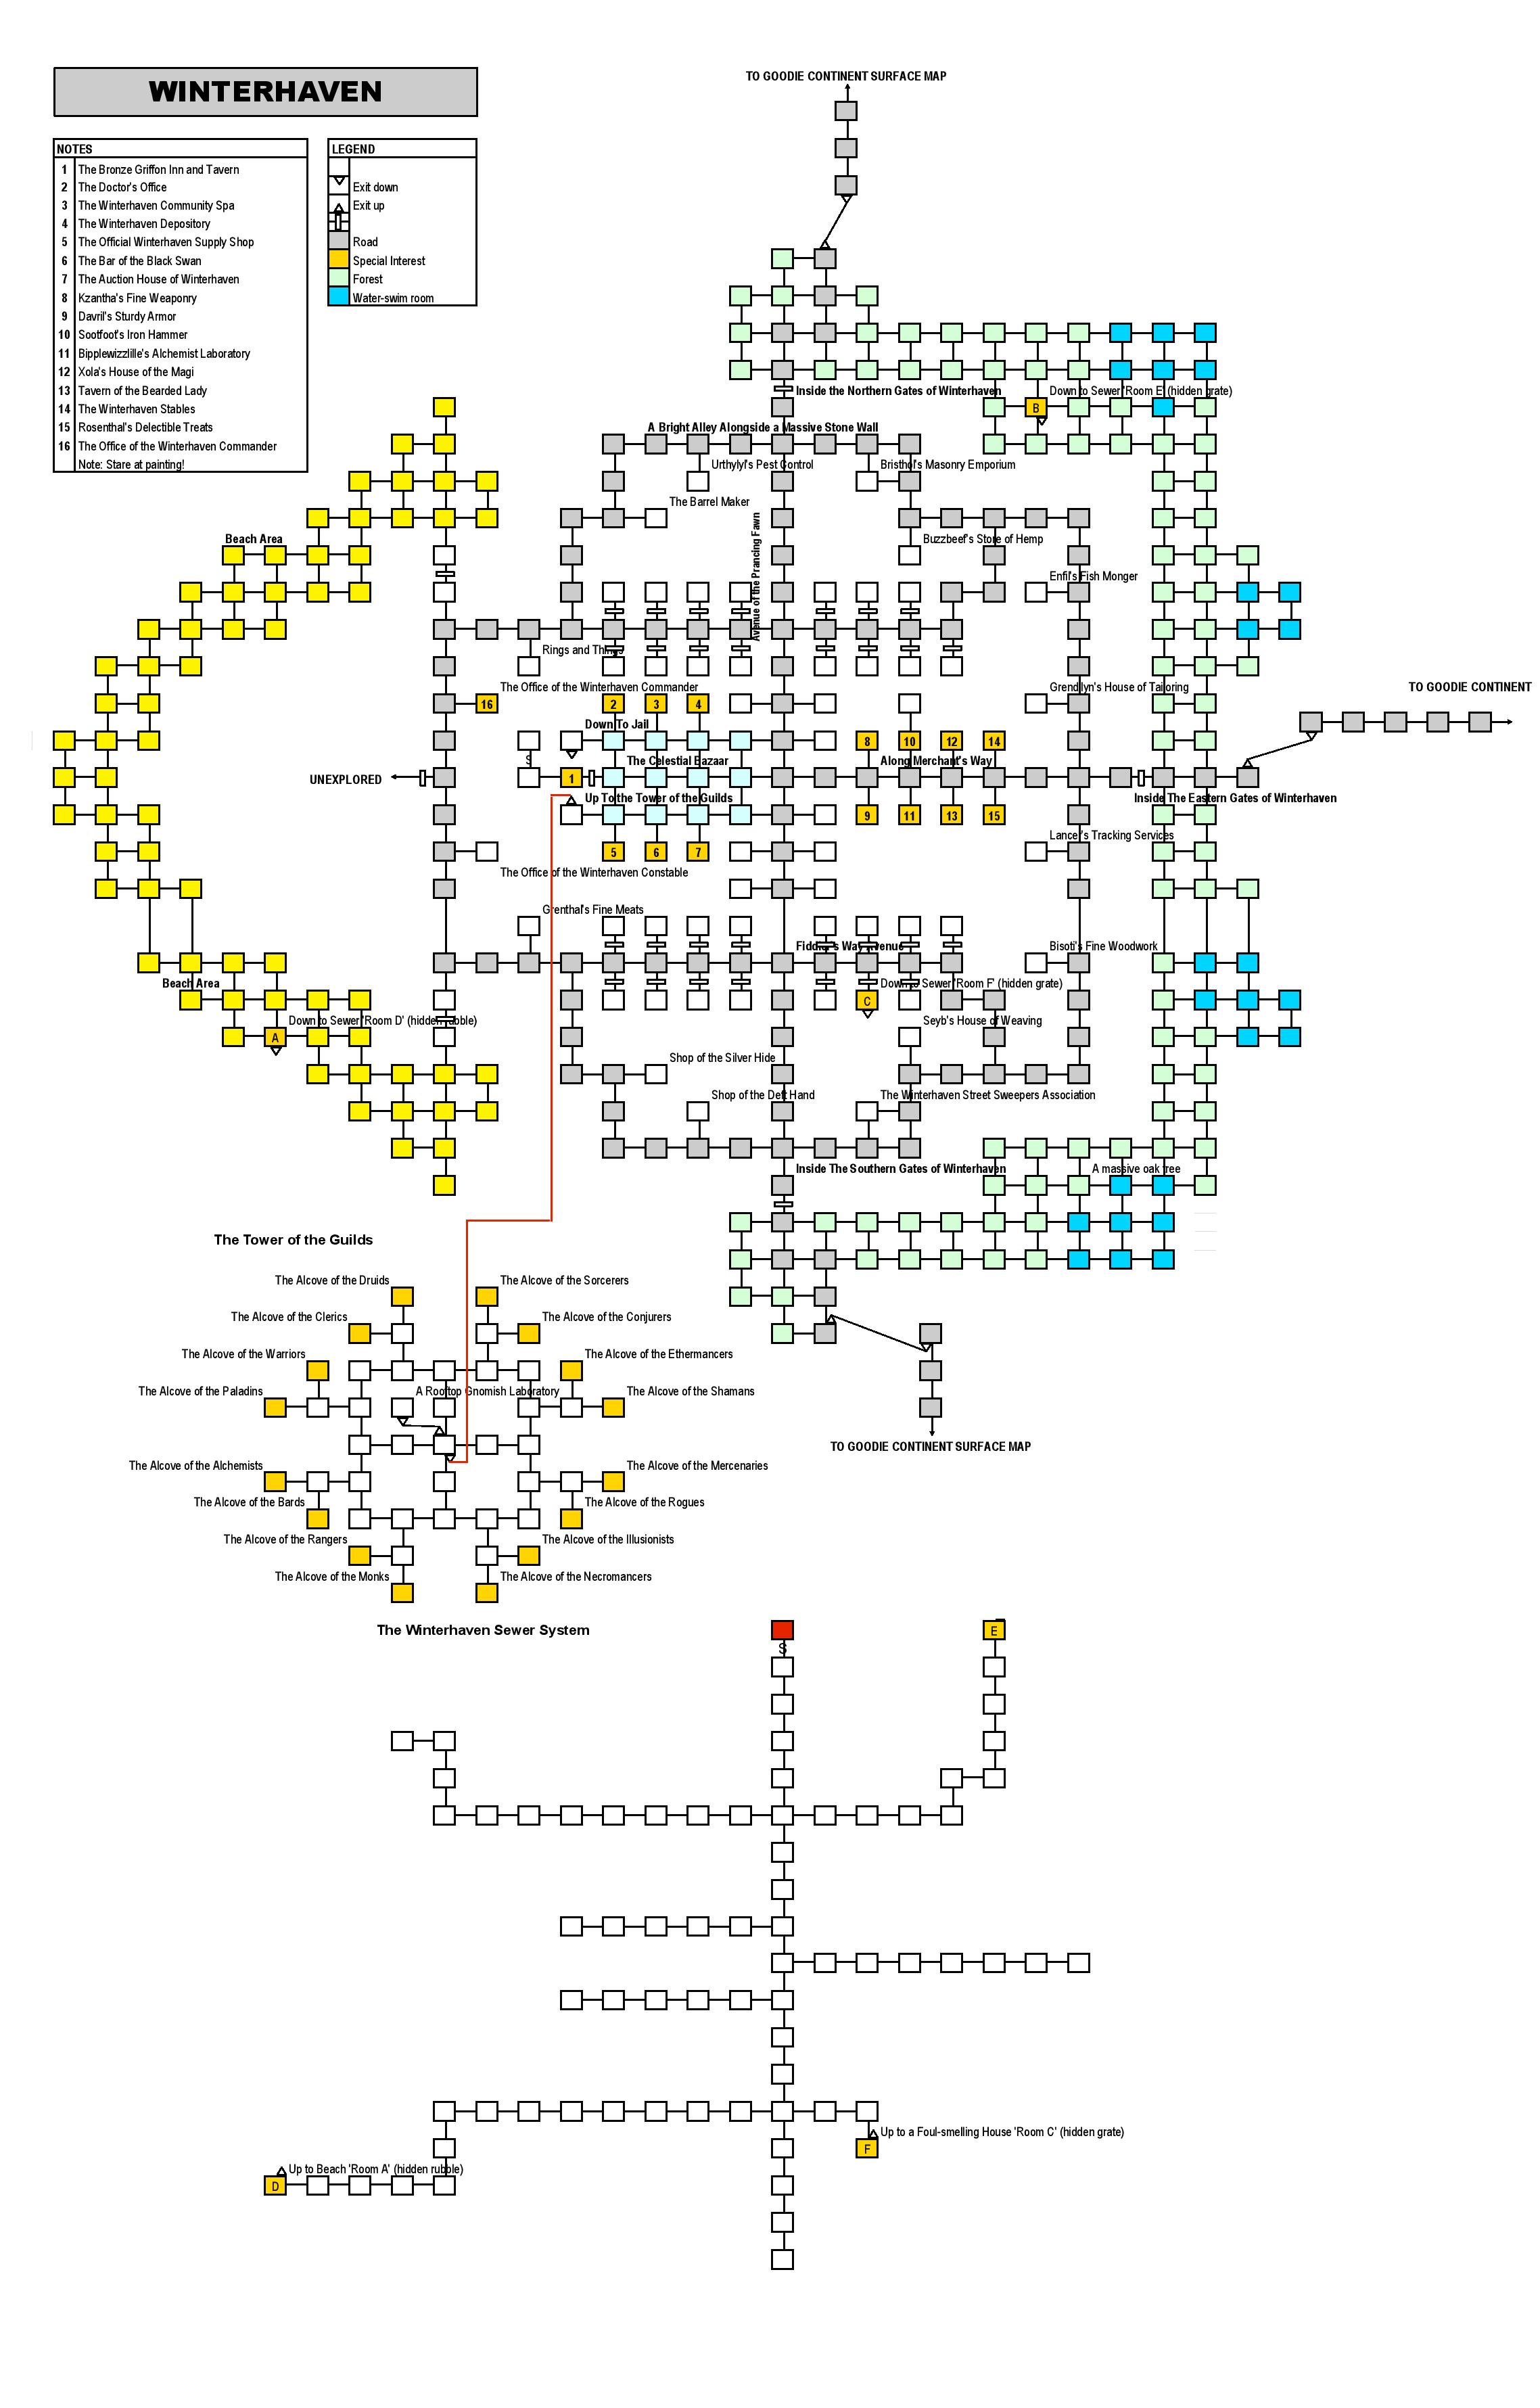 TO GOODIE CONTINENT SURFACE MAP
WINTERHAVEN
NOTES
1 The Bronze Griffon Inn and Tavern
2 The Doctor's Office
3 The Winterhaven Community Spa
4 The Winterhaven Depository
5 The Official Winterhaven Supply Shop
6 The Bar of the Black Swan
7 The Auction House of Winterhaven
8 Kzantha's Fine Weaponry
9 Davril's Sturdy Armor
10 Sootfoot's Iron Hammer
11 Bipplewizzlille's Alchemist Laboratory
12 Xola's House of the Magi
13 Tavern of the Bearded Lady
14 The Winterhaven Stables
15 Rosenthal's Delectible Treats
16 The Office of the Winterhaven Commander
Note: Stare at painting!
LEGEND
Exit down
Exit up
Road
Special Interest
Forest
Water-swim room
Inside the Northern Gates of Winterhaven
Down to Sewer 'Room E' (hidden grate)
B
A Bright Alley Alongside a Massive Stone Wall
Urthylyl's Pest Control
Bristhol's Masonry Emporium
The Barrel Maker
Avenue of the Prancing Fawn
Beach Area
Buzzbeef's Store of Hemp
Enfil's Fish Monger
Rings and Things
The Office of the Winterhaven Commander
Grendlyn's House of Tailoring
TO GOODIE CONTINENT
16
2
3
4
Down To Jail
8
10
12
14
S
The Celestial Bazaar
Along Merchant's Way
UNEXPLORED
1
Up To the Tower of the Guilds
Inside The Eastern Gates of Winterhaven
9
11
13
15
Lancer's Tracking Services
5
6
7
The Office of the Winterhaven Constable
Grenthal's Fine Meats
Fiddler's Way Avenue
Bisoti's Fine Woodwork
Beach Area
Down to Sewer 'Room F' (hidden grate)
C
Down to Sewer 'Room D' (hidden rubble)
A
Seyb's House of Weaving
Shop of the Silver Hide
Shop of the Deft Hand
The Winterhaven Street Sweepers Association
Inside The Southern Gates of Winterhaven
A massive oak tree
The Tower of the Guilds
The Alcove of the Druids
The Alcove of the Sorcerers
The Alcove of the Clerics
The Alcove of the Conjurers
The Alcove of the Warriors
The Alcove of the Ethermancers
The Alcove of the Paladins
A Rooftop Gnomish Laboratory
The Alcove of the Shamans
TO GOODIE CONTINENT SURFACE MAP
The Alcove of the Alchemists
The Alcove of the Mercenaries
The Alcove of the Bards
The Alcove of the Rogues
The Alcove of the Rangers
The Alcove of the Illusionists
The Alcove of the Monks
The Alcove of the Necromancers
The Winterhaven Sewer System
E
S
Up to a Foul-smelling House 'Room C' (hidden grate)
F
Up to Beach 'Room A' (hidden rubble)
D